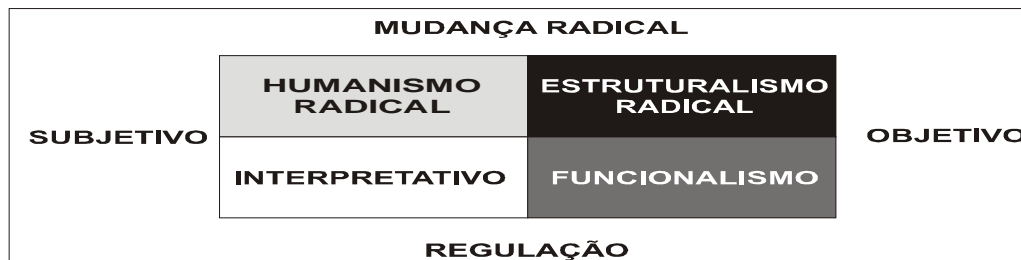 MUDANÇA RADICAL
HUMANISMO
RADICAL
ESTRUTURALISMO
RADICAL
SUBJETIVO
OBJETIVO
INTERPRETATIVO
FUNCIONALISMO
REGULAÇÃO